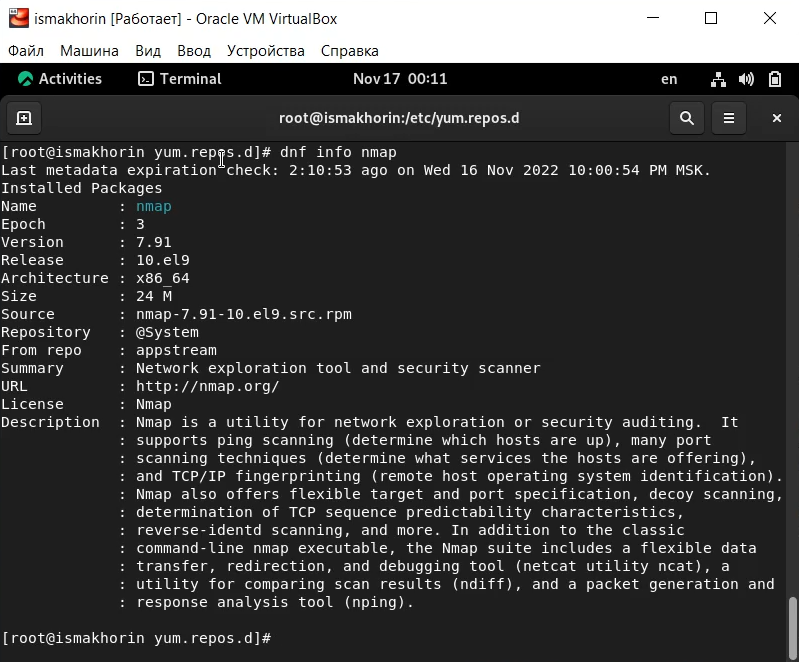 ismakhorin [Работает] - Oracle VM VirtualBox
Файл Машина Вид Ввод Устройства Справка
Activities Terminal Nov 17 00:11 en
root@ismakhorin:/etc/yum.repos.d
[root@ismakhorin yum.repos.d]# dnf info nmap
Last metadata expiration check: 2:10:53 ago on Wed 16 Nov 2022 10:00:54 PM MSK.
Installed Packages
Name         : nmap
Epoch        : 3
Version      : 7.91
Release      : 10.el9
Architecture : x86_64
Size         : 24 M
Source       : nmap-7.91-10.el9.src.rpm
Repository   : @System
From repo    : appstream
Summary      : Network exploration tool and security scanner
URL          : http://nmap.org/
License      : Nmap
Description  : Nmap is a utility for network exploration or security auditing.  It
             : supports ping scanning (determine which hosts are up), many port
             : scanning techniques (determine what services the hosts are offering),
             : and TCP/IP fingerprinting (remote host operating system identification).
             : Nmap also offers flexible target and port specification, decoy scanning,
             : determination of TCP sequence predictability characteristics,
             : reverse-identd scanning, and more. In addition to the classic
             : command-line nmap executable, the Nmap suite includes a flexible data
             : transfer, redirection, and debugging tool (netcat utility ncat), a
             : utility for comparing scan results (ndiff), and a packet generation and
             : response analysis tool (nping).
[root@ismakhorin yum.repos.d]#